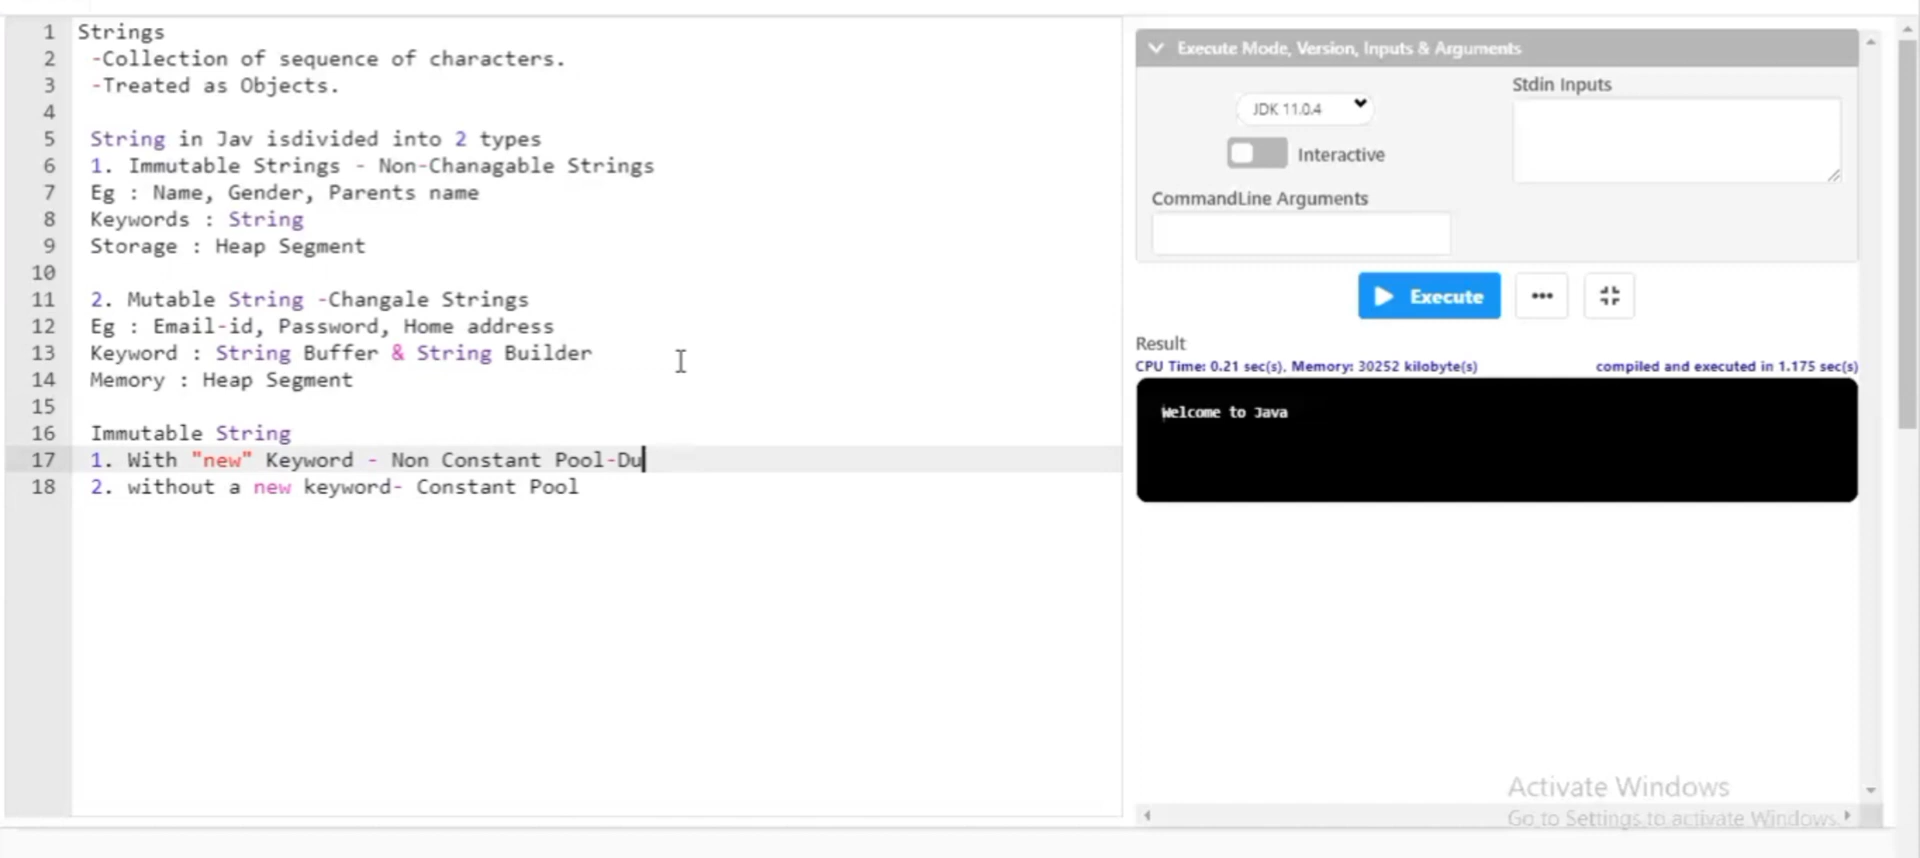 1 Strings
2 -Collection of sequence of characters.
3 -Treated as Objects.
4
5 String in Jav isdivided into 2 types
6 1. Immutable Strings - Non-Chanagable Strings
7 Eg : Name, Gender, Parents name
8 Keywords : String
9 Storage : Heap Segment
10
11 2. Mutable String -Changale Strings
12 Eg : Email-id, Password, Home address
13 Keyword : String Buffer & String Builder
14 Memory : Heap Segment
15
16 Immutable String
17 1. With "new" Keyword - Non Constant Pool-Du
18 2. without a new keyword- Constant Pool
Execute Mode, Version, Inputs & Arguments
JDK 11.0.4
Stdin Inputs
Interactive
CommandLine Arguments
Execute
Result
CPU Time: 0.21 sec(s), Memory: 30252 kilobyte(s) compiled and executed in 1.175 sec(s)
Welcome to Java
Activate Windows
Go to Settings to activate Windows.